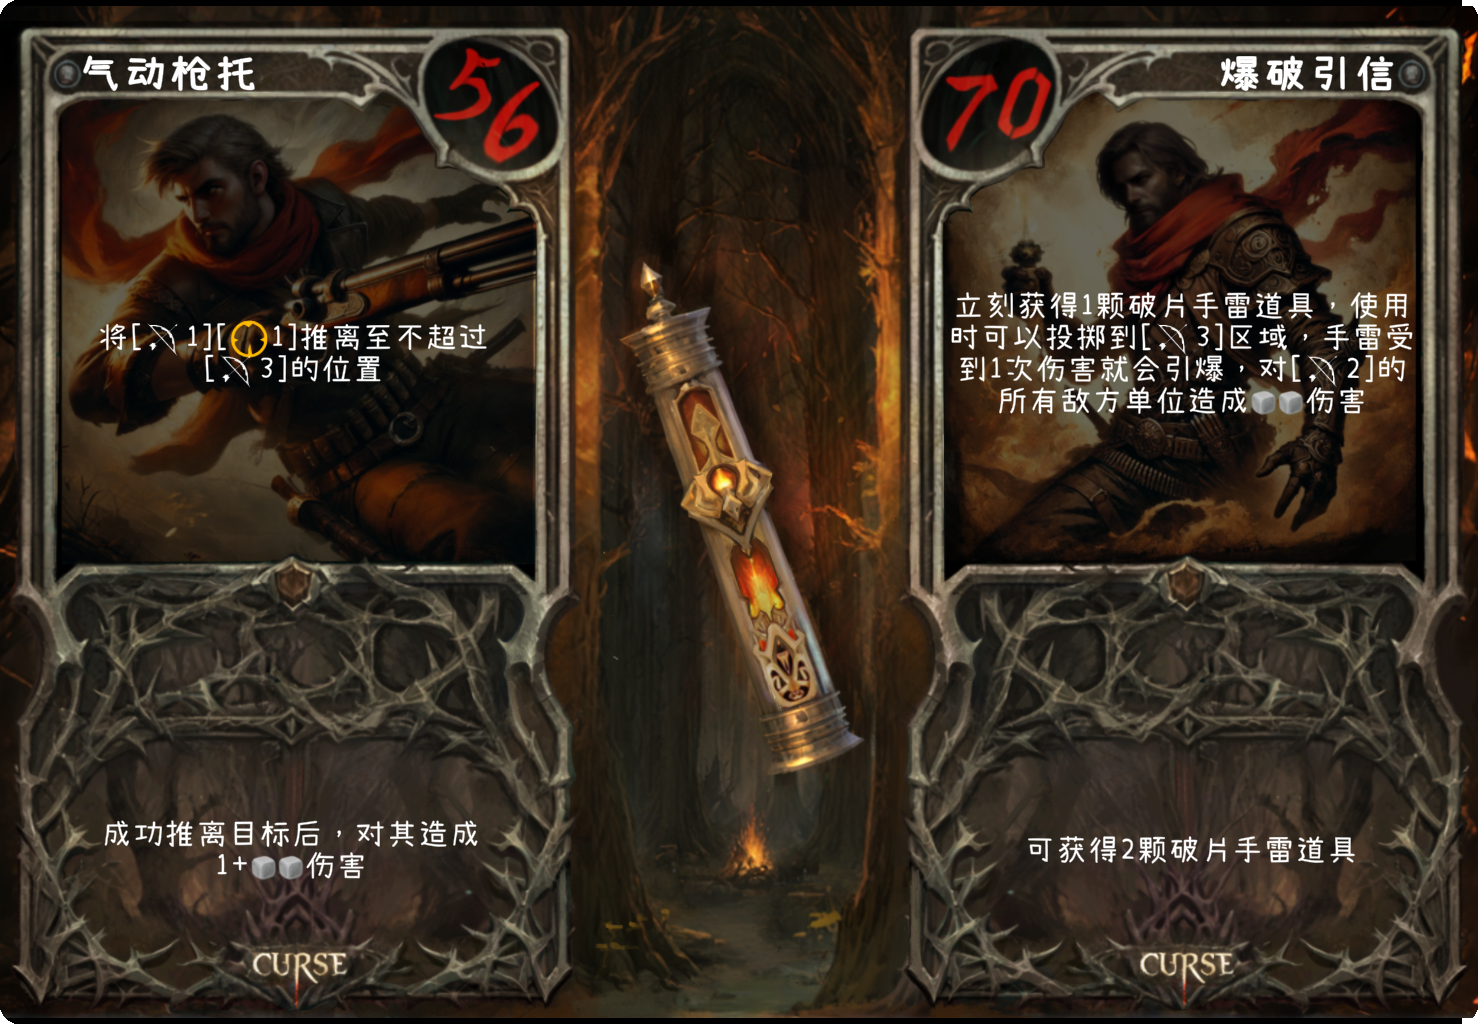 气动枪托
56
将[1][1]推离至不超过
[3]的位置
成功推离目标后，对其造成
1+伤害
CURSE
70
爆破引信
立刻获得1颗破片手雷道具，使用
时可以投掷到[3]区域，手雷受
到1次伤害就会引爆，对[2]的
所有敌方单位造成伤害
可获得2颗破片手雷道具
CURSE